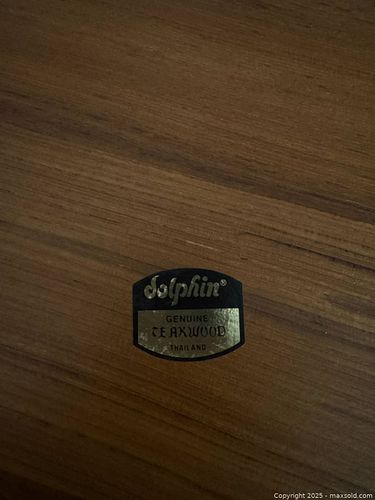 dolphin®
GENUINE
TEAKWOOD
THAILAND
Copyright 2025 - maxsold.com